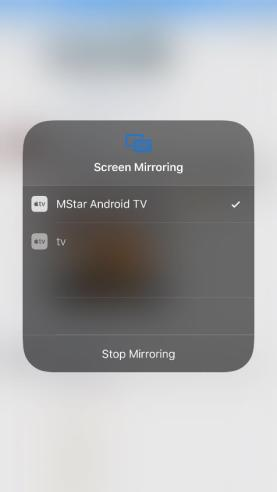 Screen Mirroring
tv MStar Android TV
tv tv
Stop Mirroring